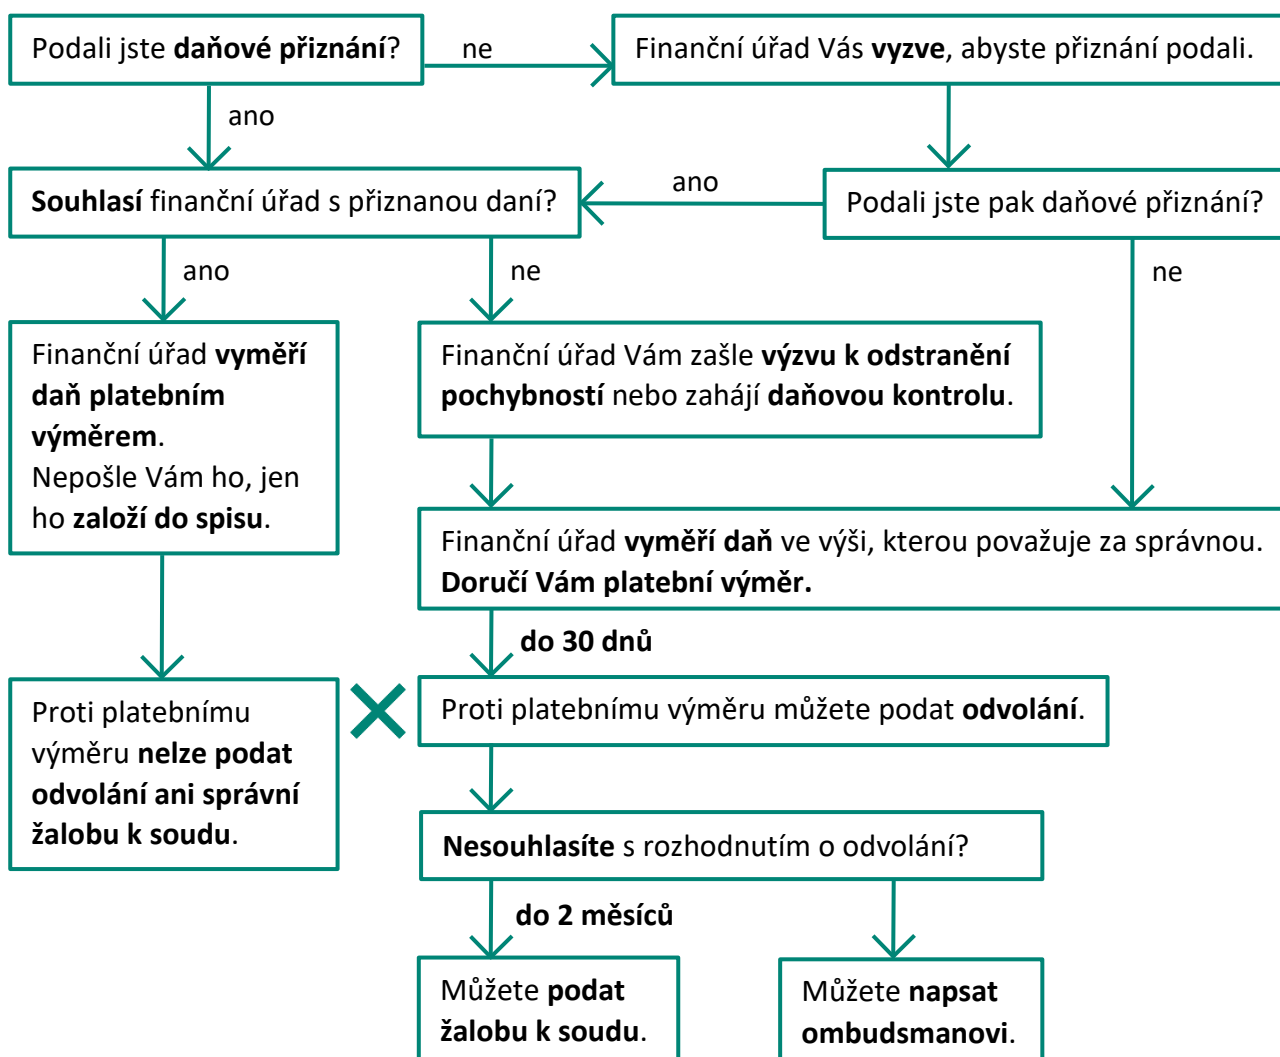 Podali jste daňové přiznání?
ne
Finanční úřad Vás vyzve, abyste přiznání podali.
ano
Souhlasí finanční úřad s přiznanou daní?
ano
Podali jste pak daňové přiznání?
ano
ne
ne
Finanční úřad vyměří
daň platebním
výměrem.
Nepošle Vám ho, jen
ho založí do spisu.
Finanční úřad Vám zašle výzvu k odstranění
pochybností nebo zahájí daňovou kontrolu.
Finanční úřad vyměří daň ve výši, kterou považuje za správnou.
Doručí Vám platební výměr.
do 30 dnů
Proti platebnímu
výměru nelze podat
odvolání ani správní
žalobu k soudu.
Proti platebnímu výměru můžete podat odvolání.
Nesouhlasíte s rozhodnutím o odvolání?
do 2 měsíců
Můžete podat
žalobu k soudu.
Můžete napsat
ombudsmanovi.